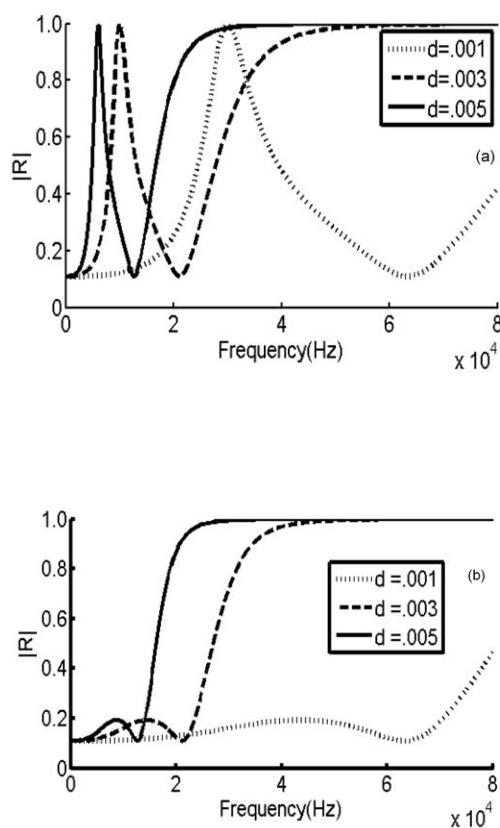 1.0
0.8
0.6
0.4
0.2
0
|R|
d=.001
d=.003
d=.005
(a)
0 2 4 6 8
Frequency(Hz)
x 10^4
1.0
0.8
0.6
0.4
0.2
0
|R|
d =.001
d =.003
d =.005
(b)
0 2 4 6 8
Frequency(Hz)
x 10^4